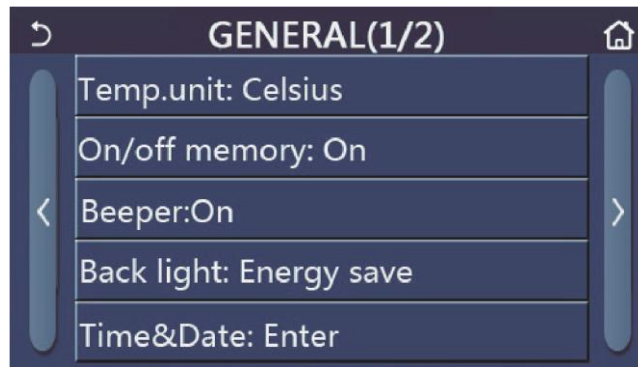 GENERAL(1/2)
Temp.unit: Celsius
On/off memory: On
Beeper:On
Back light: Energy save
Time&Date: Enter